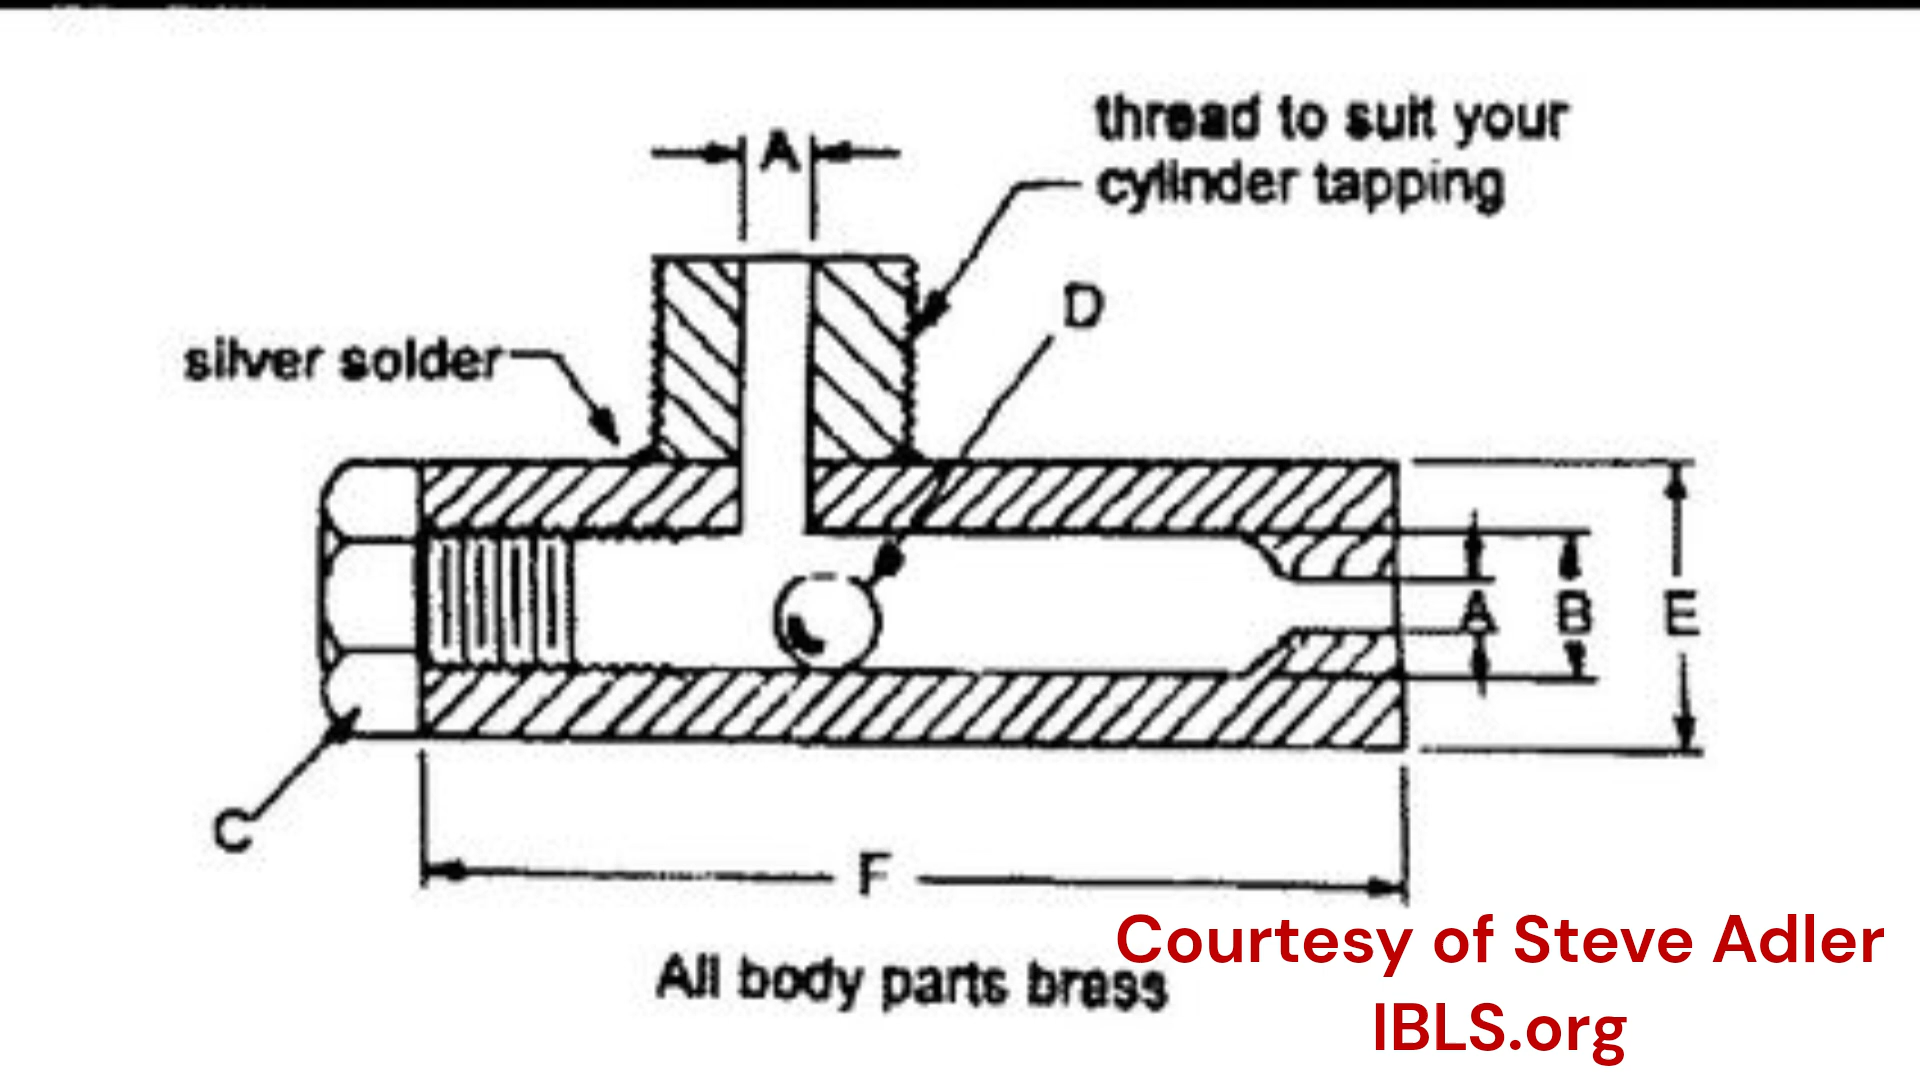 A
thread to suit your
cylinder tapping
D
silver solder
A
B
E
C
F
All body parts brass
Courtesy of Steve Adler
IBLS.org